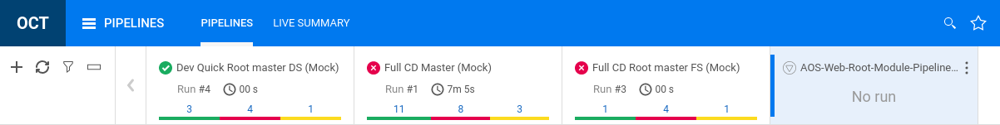 OCT PIPELINES PIPELINES LIVE SUMMARY
Dev Quick Root master DS (Mock)
Run #4 00 s
3 4 1
Full CD Master (Mock)
Run #1 7m 5s
11 8 3
Full CD Root master FS (Mock)
Run #3 00 s
1 4 1
AOS-Web-Root-Module-Pipeline...
No run